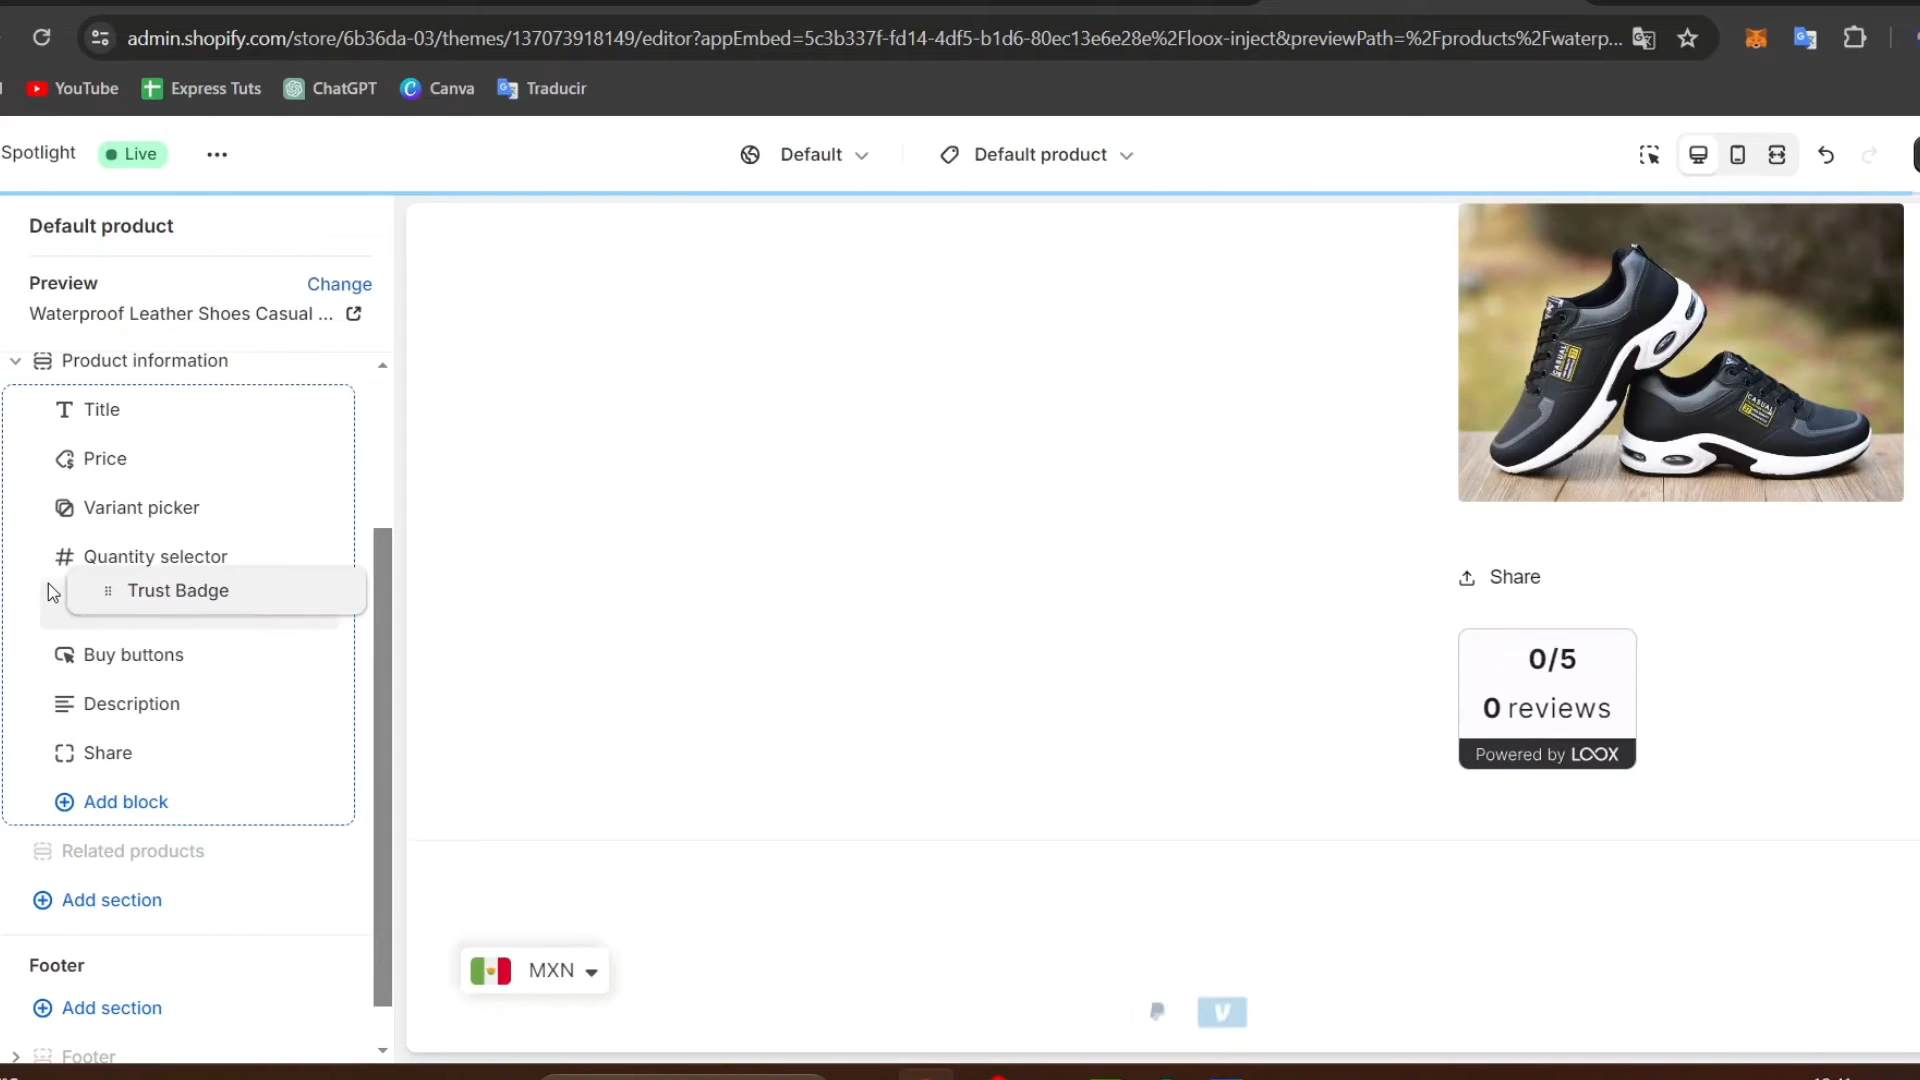 admin.shopify.com/store/6b36da-03/themes/137073918149/editor?appEmbed=5c3b337f-fd14-4df5-b1d6-80ec13e6e28e%2Floox-inject&previewPath=%2Fproducts%2Fwaterp...
YouTube Express Tuts ChatGPT Canva Traducir
Spotlight Live Default Default product
Default product
Preview Change
Waterproof Leather Shoes Casual ...
Product information
Title
Price
Variant picker
Quantity selector
Trust Badge
Buy buttons
Description
Share
Add block
Related products
Add section
Footer
Add section
Footer
CASUAL
CASUAL
Share
0/5
0 reviews
Powered by LOOX
MXN